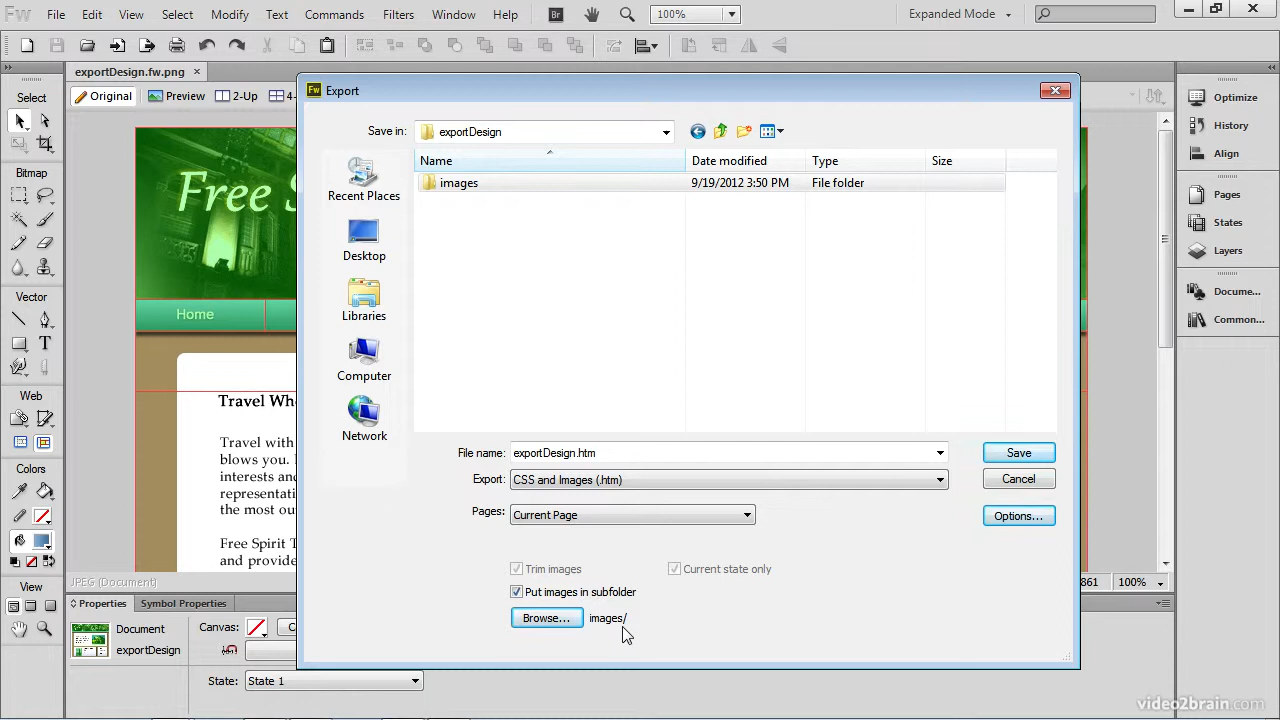 Fw File Edit View Select Modify Text Commands Filters Window Help Br 100% Expanded Mode
exportDesign.fw.png
Original Preview 2-Up 4-
Select
Bitmap
Vector
Web
Colors
View
Free S
Home
Travel Wh
Travel with
blows you.
interests and
representati
the most ou
Free Spirit T
and provide
JPEG (Document)
861 100%
Fw Export
Save in: exportDesign
Name Date modified Type Size
images 9/19/2012 3:50 PM File folder
Recent Places
Desktop
Libraries
Computer
Network
File name: exportDesign.htm Save
Export: CSS and Images (.htm) Cancel
Pages: Current Page Options...
Trim images Current state only
Put images in subfolder
Browse... images/
Optimize
History
Align
Pages
States
Layers
Docume...
Common...
Properties Symbol Properties
Document
exportDesign
Canvas: C
State: State 1
video2brain.com